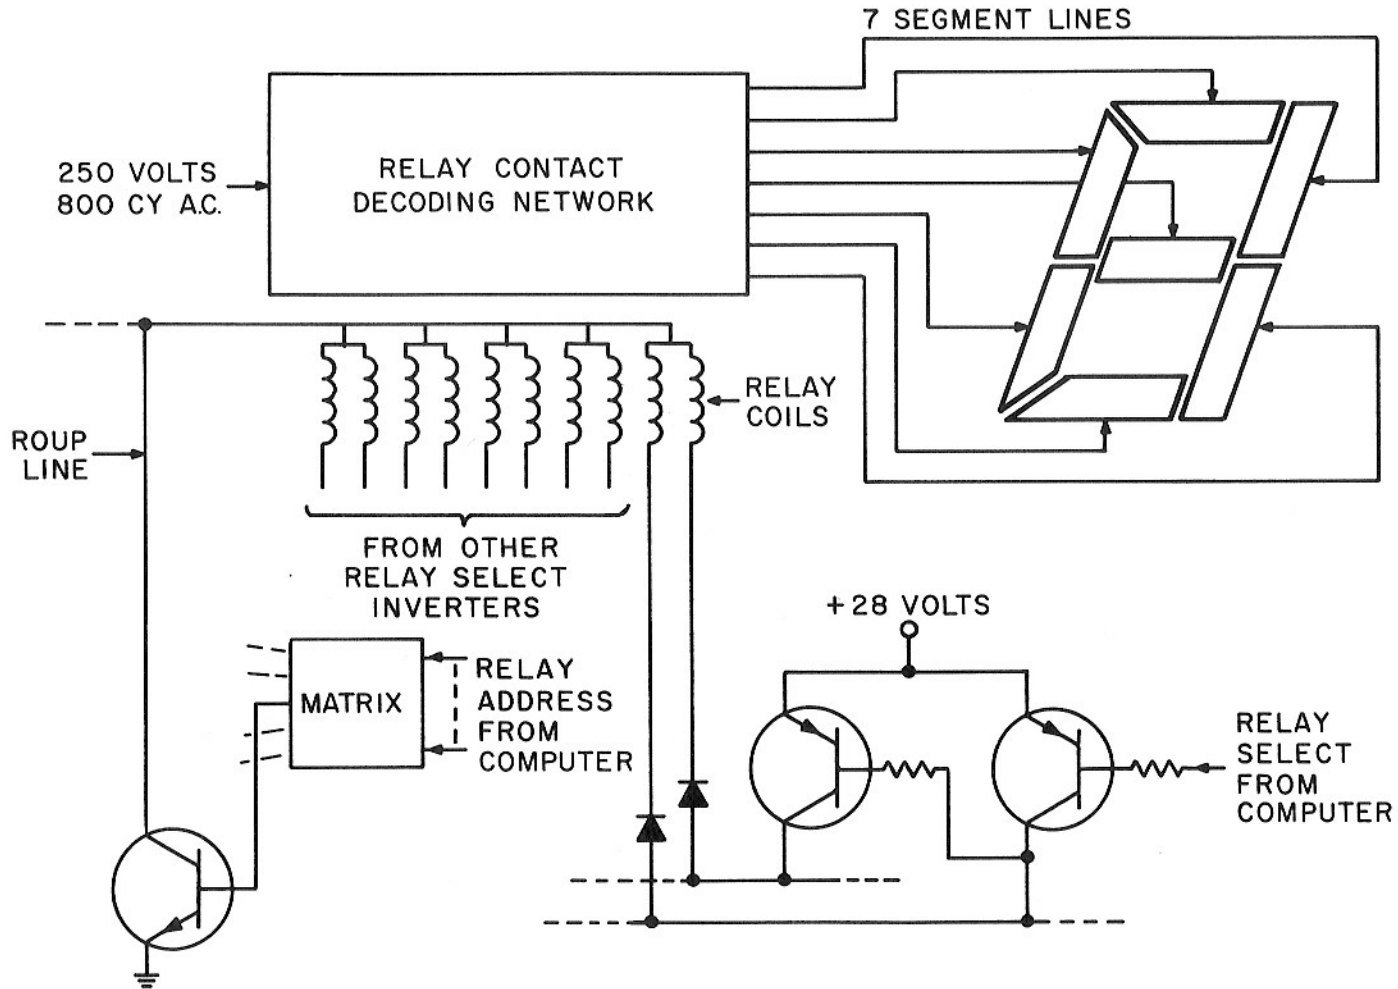 7 SEGMENT LINES
250 VOLTS
800 CY A.C.
RELAY CONTACT
DECODING NETWORK
RELAY
COILS
ROUP
LINE
FROM OTHER
RELAY SELECT
INVERTERS
+28 VOLTS
MATRIX
RELAY
ADDRESS
FROM
COMPUTER
RELAY
SELECT
FROM
COMPUTER